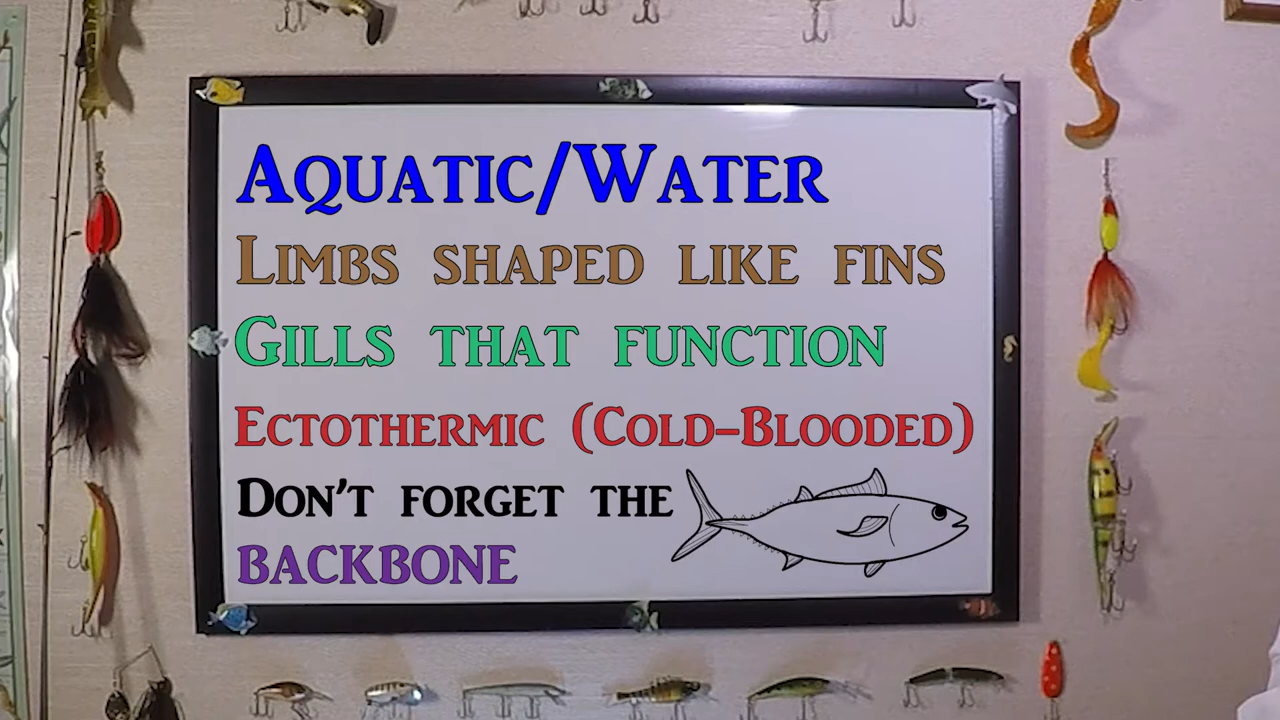 Aquatic/Water
Limbs shaped like fins
Gills that function
Ectothermic (Cold-Blooded)
Don't forget the
backbone